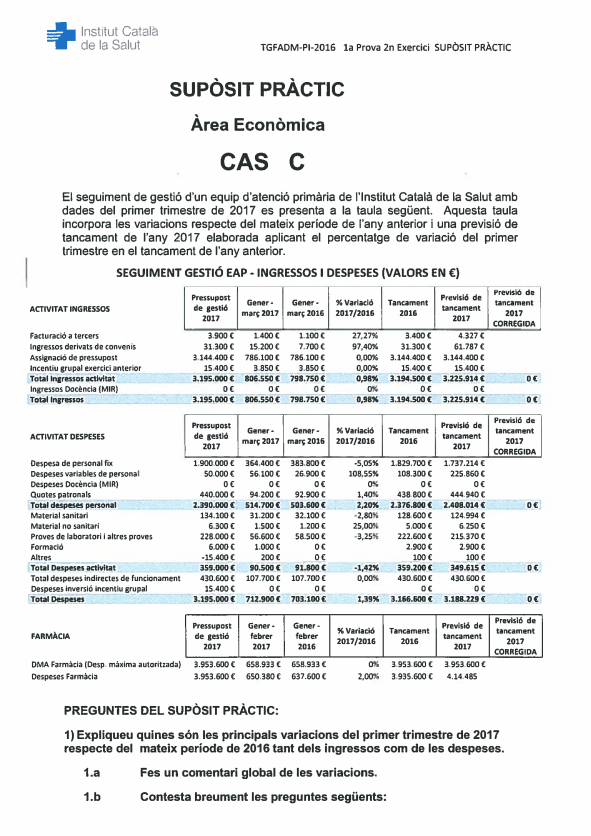 Institut Català
de la Salut
TGFADM-PI-2016 1a Prova 2n Exercici SUPÒSIT PRÀCTIC
SUPÒSIT PRÀCTIC
Àrea Econòmica
CAS C
El seguiment de gestió d'un equip d'atenció primària de l'Institut Català de la Salut amb
dades del primer trimestre de 2017 es presenta a la taula següent. Aquesta taula
incorpora les variacions respecte del mateix període de l'any anterior i una previsió de
tancament de l'any 2017 elaborada aplicant el percentatge de variació del primer
trimestre en el tancament de l'any anterior.
SEGUIMENT GESTIÓ EAP - INGRESSOS I DESPESES (VALORS EN €)
ACTIVITAT INGRESSOS Pressupost de gestió 2017 Gener - març 2017 Gener - març 2016 % Variació 2017/2016 Tancament 2016 Previsió de tancament 2017 Previsió de tancament 2017 CORREGIDA
Facturació a tercers 3.900 € 1.400 € 1.100 € 27,27% 3.400 € 4.327 €
Ingressos derivats de convenis 31.300 € 15.200 € 7.700 € 97,40% 31.300 € 61.787 €
Assignació de pressupost 3.144.400 € 786.100 € 786.100 € 0,00% 3.144.400 € 3.144.400 €
Incentiu grupal exercici anterior 15.400 € 3.850 € 3.850 € 0,00% 15.400 € 15.400 €
Total Ingressos activitat 3.195.000 € 806.550 € 798.750 € 0,98% 3.194.500 € 3.225.914 € 0 €
Ingressos Docència (MIR) 0 € 0 € 0 € 0% 0 € 0 €
Total Ingressos 3.195.000 € 806.550 € 798.750 € 0,98% 3.194.500 € 3.225.914 € 0 €
ACTIVITAT DESPESES Pressupost de gestió 2017 Gener - març 2017 Gener - març 2016 % Variació 2017/2016 Tancament 2016 Previsió de tancament 2017 Previsió de tancament 2017 CORREGIDA
Despesa de personal fix 1.900.000 € 364.400 € 383.800 € -5,05% 1.829.700 € 1.737.214 €
Despeses variables de personal 50.000 € 56.100 € 26.900 € 108,55% 108.300 € 225.860 €
Despeses Docència (MIR) 0 € 0 € 0 € 0% 0 € 0 €
Quotes patronals 440.000 € 94.200 € 92.900 € 1,40% 438.800 € 444.940 €
Total despeses personal 2.390.000 € 514.700 € 503.600 € 2,20% 2.376.800 € 2.408.014 € 0 €
Material sanitari 134.100 € 31.200 € 32.100 € -2,80% 128.600 € 124.994 €
Material no sanitari 6.300 € 1.500 € 1.200 € 25,00% 5.000 € 6.250 €
Proves de laboratori i altres proves 228.000 € 56.600 € 58.500 € -3,25% 222.600 € 215.370 €
Formació 6.000 € 1.000 € 0 € 2.900 € 2.900 €
Altres -15.400 € 200 € 0 € 100 € 100 €
Total Despeses activitat 359.000 € 90.500 € 91.800 € -1,42% 359.200 € 349.615 € 0 €
Total despeses indirectes de funcionament 430.600 € 107.700 € 107.700 € 0,00% 430.600 € 430.600 €
Despeses inversió incentiu grupal 15.400 € 0 € 0 € 0 € 0 €
Total Despeses 3.195.000 € 712.900 € 703.100 € 1,39% 3.166.600 € 3.188.229 € 0 €
FARMÀCIA Pressupost de gestió 2017 Gener - febrer 2017 Gener - febrer 2016 % Variació 2017/2016 Tancament 2016 Previsió de tancament 2017 Previsió de tancament 2017 CORREGIDA
DMA Farmàcia (Desp. màxima autoritzada) 3.953.600 € 658.933 € 658.933 € 0% 3.953.600 € 3.953.600 €
Despeses Farmàcia 3.953.600 € 650.380 € 637.600 € 2,00% 3.935.600 € 4.14.485
PREGUNTES DEL SUPÒSIT PRÀCTIC:
1) Expliqueu quines són les principals variacions del primer trimestre de 2017
respecte del mateix període de 2016 tant dels ingressos com de les despeses.
1.a Fes un comentari global de les variacions.
1.b Contesta breument les preguntes següents: